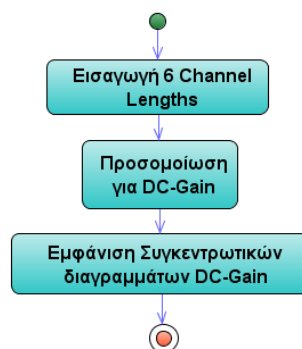 Εισαγωγή 6 Channel
Lengths
Προσομοίωση
για DC-Gain
Εμφάνιση Συγκεντρωτικών
διαγραμμάτων DC-Gain